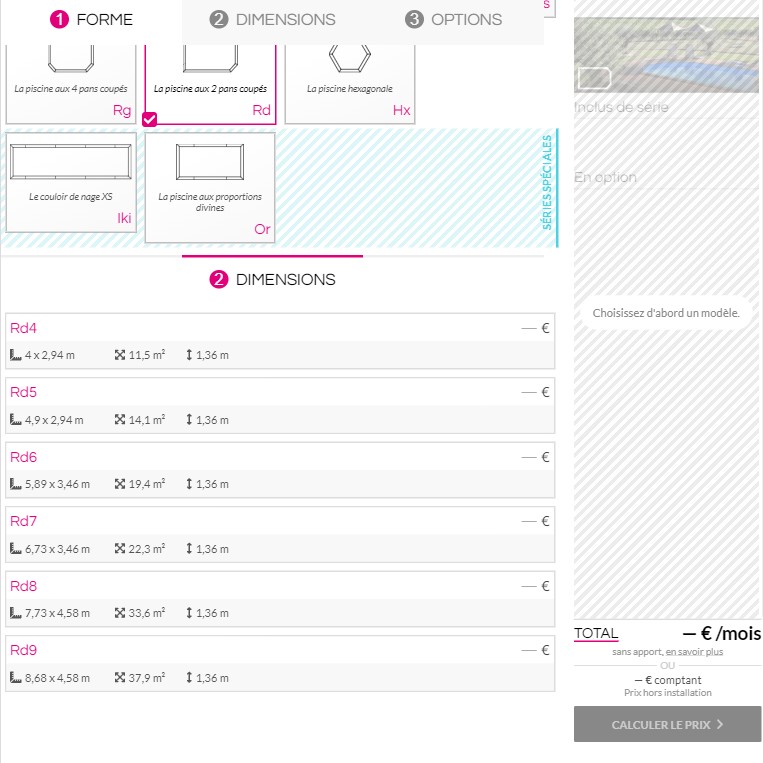 1 FORME
2 DIMENSIONS
3 OPTIONS
S
La piscine aux 4 pans coupés
Rg
La piscine aux 2 pans coupés
Rd
La piscine hexagonale
Hx
Le couloir de nage XS
Iki
La piscine aux proportions
divines
Or
SÉRIES SPÉCIALES
2 DIMENSIONS
Rd4 — €
4 x 2,94 m 11,5 m² 1,36 m
Rd5 — €
4,9 x 2,94 m 14,1 m² 1,36 m
Rd6 — €
5,89 x 3,46 m 19,4 m² 1,36 m
Rd7 — €
6,73 x 3,46 m 22,3 m² 1,36 m
Rd8 — €
7,73 x 4,58 m 33,6 m² 1,36 m
Rd9 — €
8,68 x 4,58 m 37,9 m² 1,36 m
Inclus de série
En option
Choisissez d'abord un modèle.
TOTAL — € /mois
sans apport, en savoir plus
OU
— € comptant
Prix hors installation
CALCULER LE PRIX >